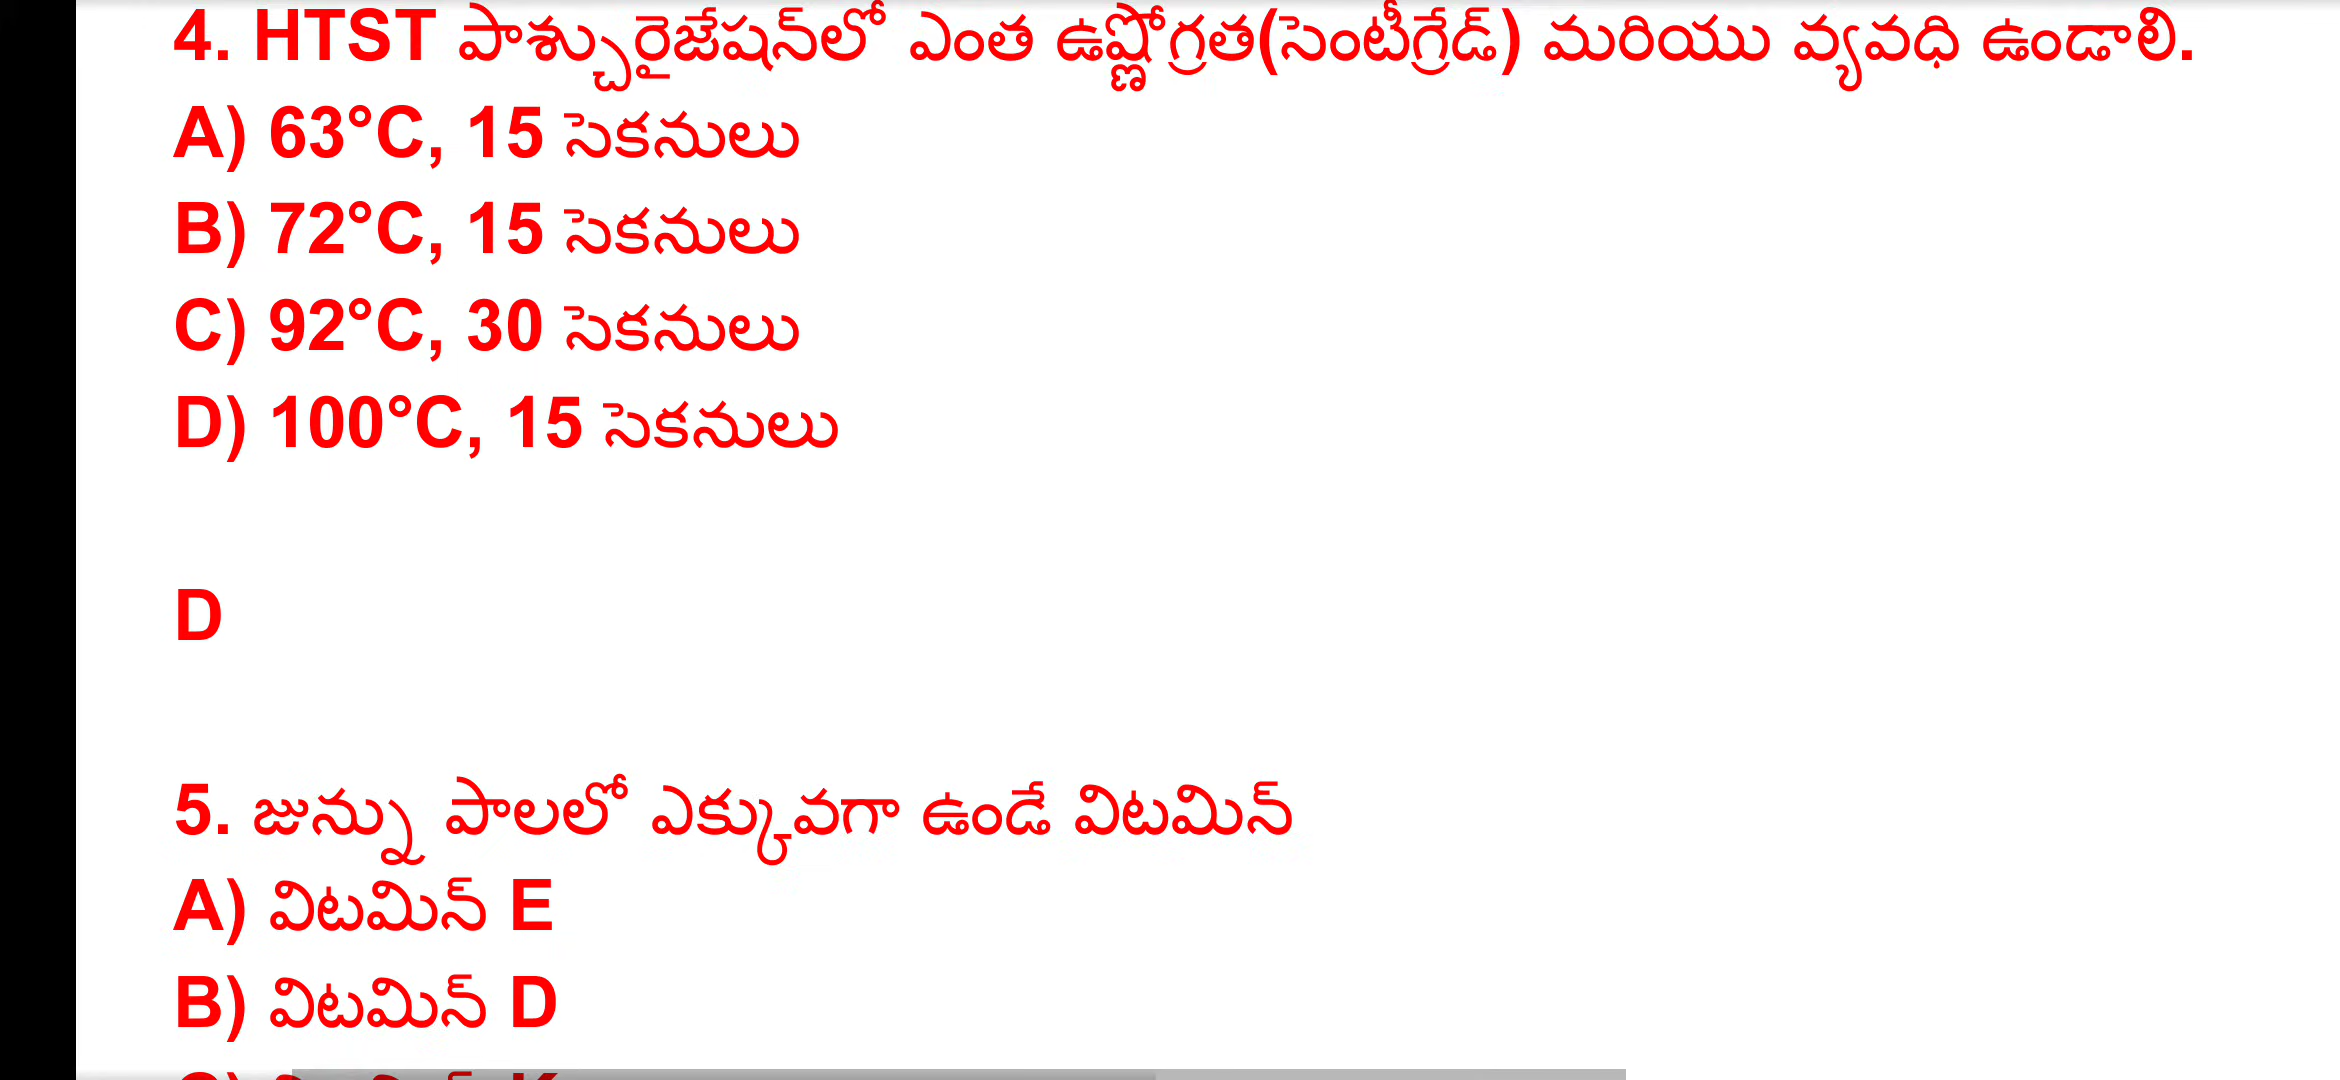 4. HTST పాశ్చురైజేషన్‌లో ఎంత ఉష్ణోగ్రత(సెంటీగ్రేడ్) మరియు వ్యవధి ఉండాలి.
A) 63°C, 15 సెకనులు
B) 72°C, 15 సెకనులు
C) 92°C, 30 సెకనులు
D) 100°C, 15 సెకనులు
D
5. జున్ను పాలలో ఎక్కువగా ఉండే విటమిన్
A) విటమిన్ E
B) విటమిన్ D